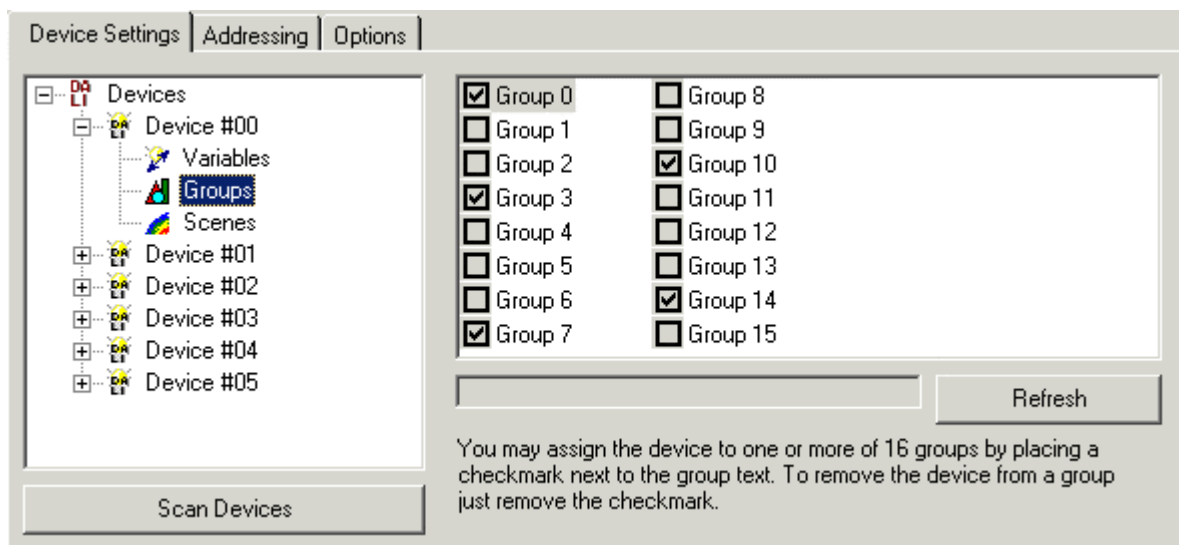 Device Settings Addressing Options
DA
LI Devices
Device #00
Variables
Groups
Scenes
Device #01
Device #02
Device #03
Device #04
Device #05
Scan Devices
Group 0
Group 1
Group 2
Group 3
Group 4
Group 5
Group 6
Group 7
Group 8
Group 9
Group 10
Group 11
Group 12
Group 13
Group 14
Group 15
Refresh
You may assign the device to one or more of 16 groups by placing a
checkmark next to the group text. To remove the device from a group
just remove the checkmark.